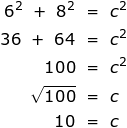 6² + 8² = c²
36 + 64 = c²
100 = c²
√100 = c
10 = c